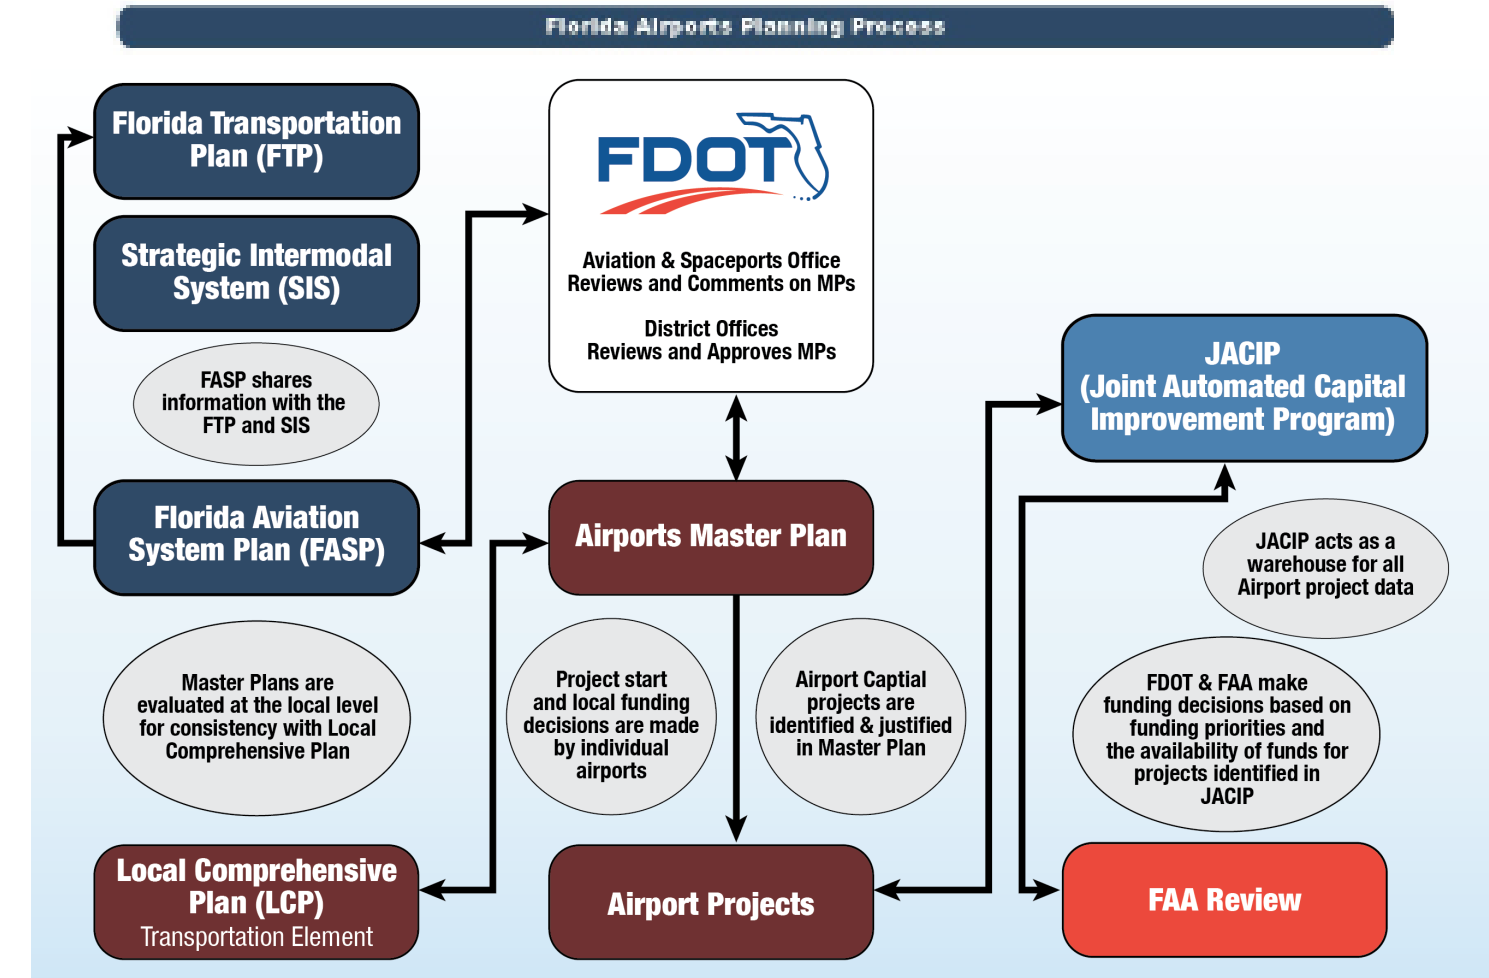 Florida Airports Planning Process
Florida Transportation
Plan (FTP)
Strategic Intermodal
System (SIS)
FASP shares
information with the
FTP and SIS
Florida Aviation
System Plan (FASP)
Master Plans are
evaluated at the local level
for consistency with Local
Comprehensive Plan
Local Comprehensive
Plan (LCP)
Transportation Element
FDOT
Aviation & Spaceports Office
Reviews and Comments on MPs
District Offices
Reviews and Approves MPs
Airports Master Plan
Project start
and local funding
decisions are made
by individual
airports
Airport Captial
projects are
identified & justified
in Master Plan
Airport Projects
JACIP
(Joint Automated Capital
Improvement Program)
JACIP acts as a
warehouse for all
Airport project data
FDOT & FAA make
funding decisions based on
funding priorities and
the availability of funds for
projects identified in
JACIP
FAA Review